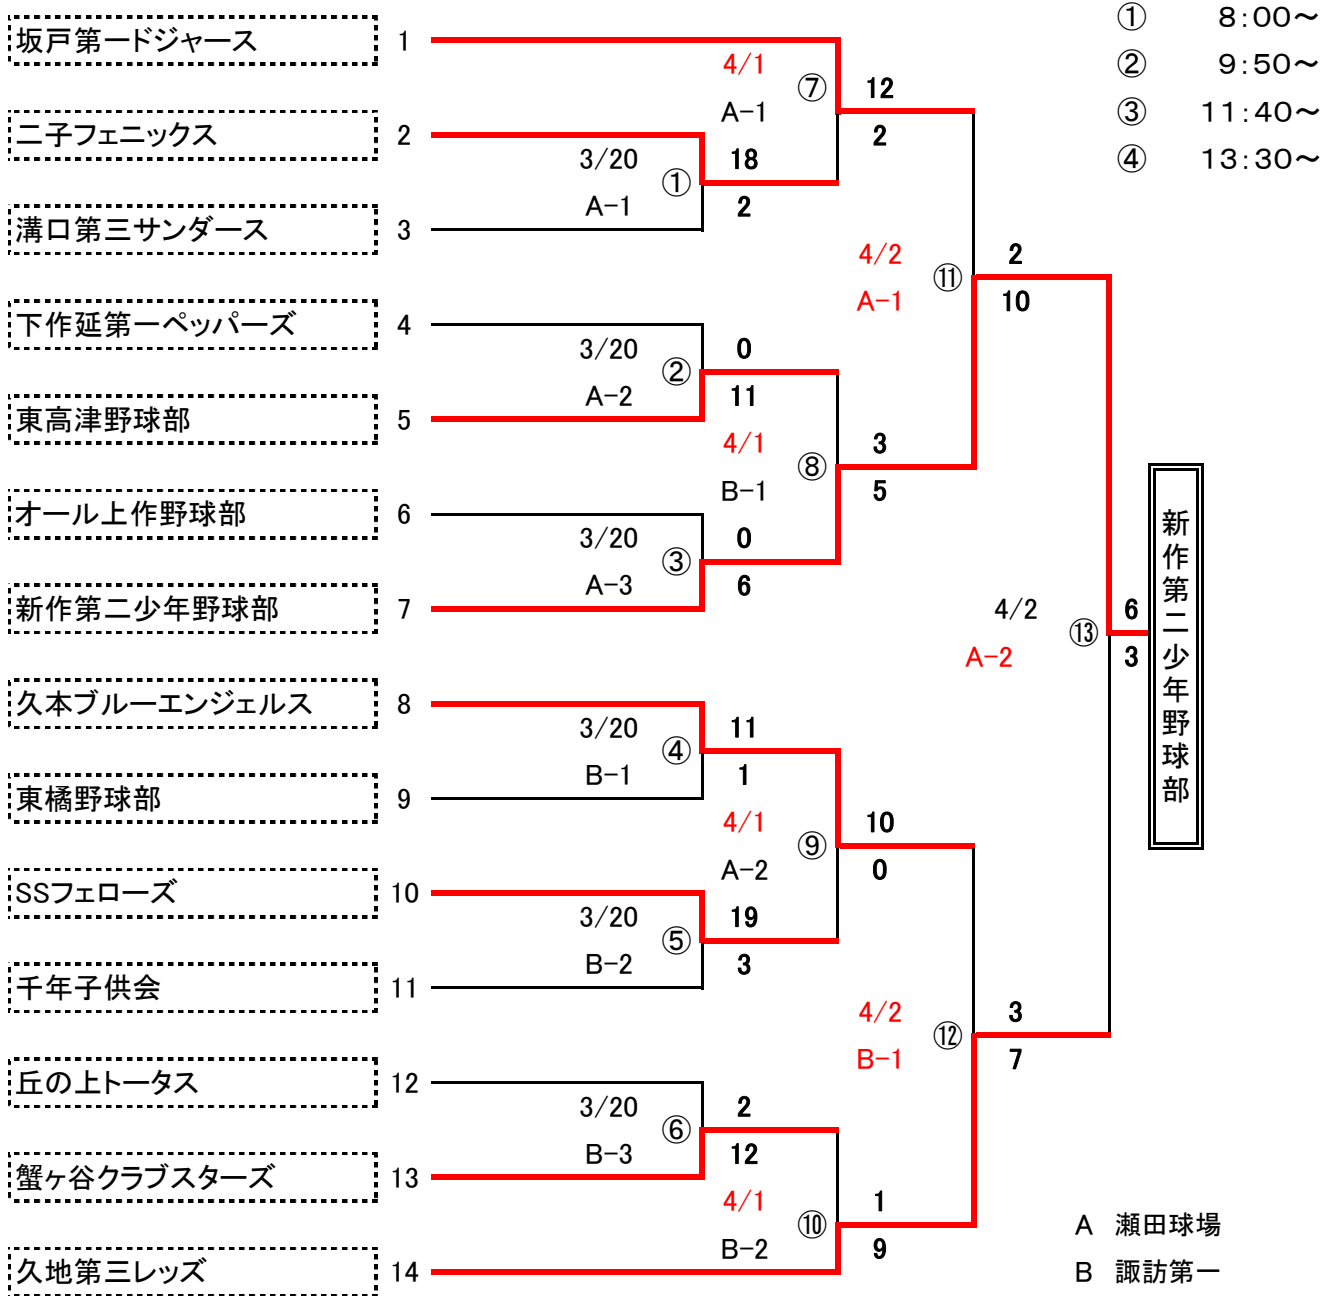 ① 8:00～
坂戸第一ドジャース 1
4/1 ⑦ 12
② 9:50～
A-1 2
③ 11:40～
二子フェニックス 2
3/20 ① 18
④ 13:30～
A-1 2
溝口第三サンダース 3
4/2 ⑪ 2
A-1 10
下作延第一ペッパーズ 4
3/20 ② 0
A-2 11
東高津野球部 5
4/1 ⑧ 3
B-1 5
オール上作野球部 6
3/20 ③ 0
A-3 6
新作第二少年野球部 7
4/2 ⑬ 6
A-2 3
新作第二少年野球部
久本ブルーエンジェルス 8
3/20 ④ 11
B-1 1
東橘野球部 9
4/1 ⑨ 10
A-2 0
SSフェローズ 10
3/20 ⑤ 19
B-2 3
千年子供会 11
4/2 ⑫ 3
B-1 7
丘の上トータス 12
3/20 ⑥ 2
B-3 12
蟹ヶ谷クラブスターズ 13
4/1 ⑩ 1
B-2 9
A 瀬田球場
久地第三レッズ 14
B 諏訪第一